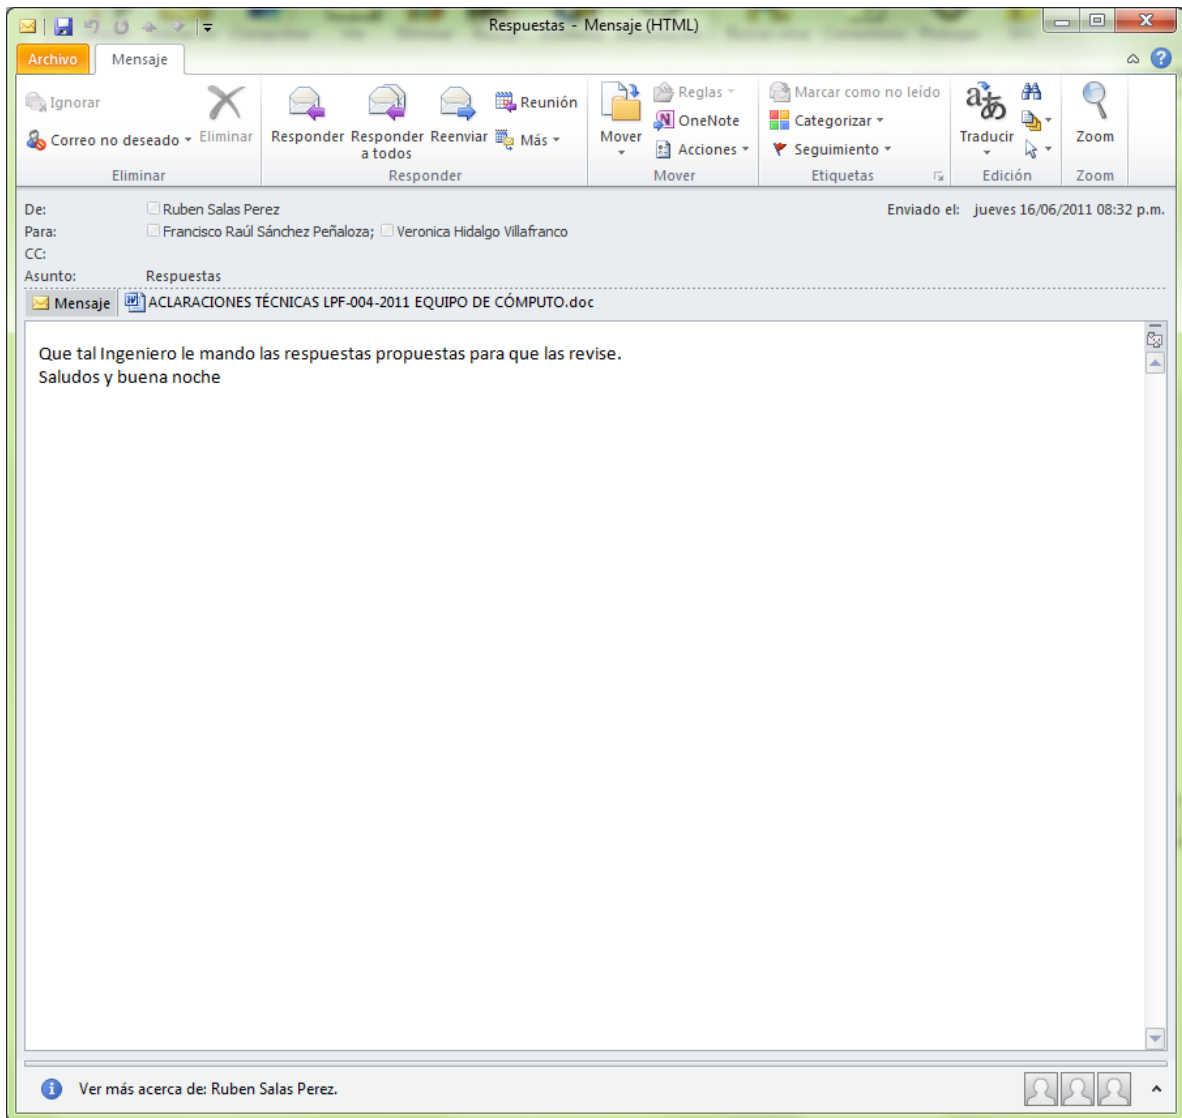 Respuestas - Mensaje (HTML)
Archivo Mensaje
Ignorar
Correo no deseado
Eliminar
Eliminar
Responder
Responder a todos
Reenviar
Reunión
Más
Responder
Mover
Reglas
OneNote
Acciones
Mover
Marcar como no leído
Categorizar
Seguimiento
Etiquetas
Traducir
Edición
Zoom
Zoom
De: Ruben Salas Perez Enviado el: jueves 16/06/2011 08:32 p.m.
Para: Francisco Raúl Sánchez Peñaloza; Veronica Hidalgo Villafranco
CC:
Asunto: Respuestas
Mensaje ACLARACIONES TÉCNICAS LPF-004-2011 EQUIPO DE CÓMPUTO.doc
Que tal Ingeniero le mando las respuestas propuestas para que las revise.
Saludos y buena noche
Ver más acerca de: Ruben Salas Perez.